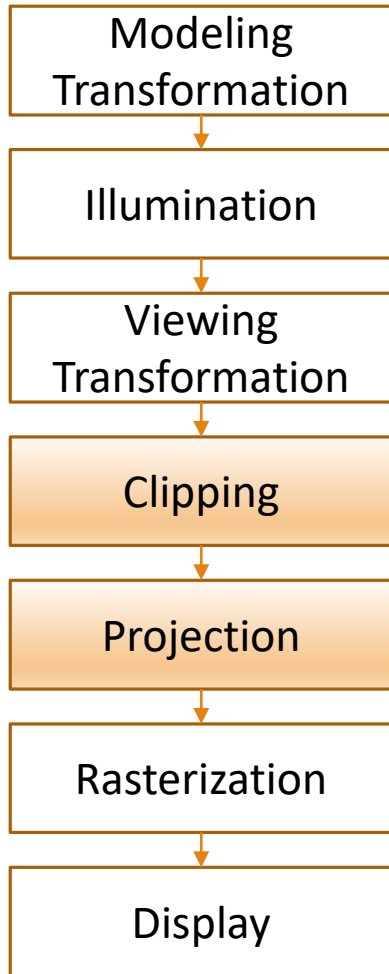 Modeling
Transformation
Illumination
Viewing
Transformation
Clipping
Projection
Rasterization
Display